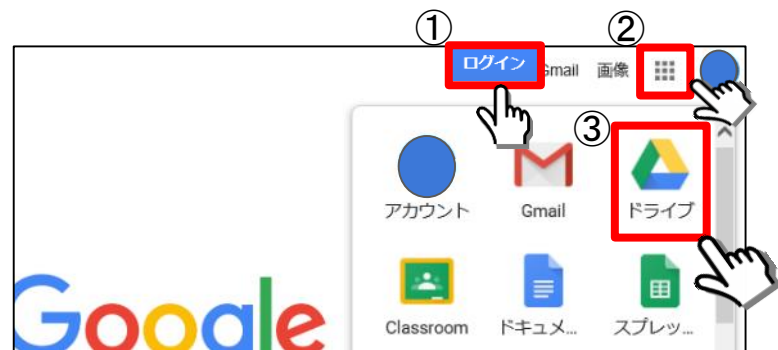 ① ②
ログイン Gmail 画像
③
アカウント Gmail ドライブ
Google
Classroom ドキュメ... スプレッ...